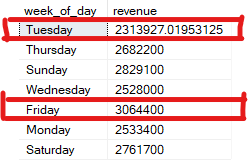 week_of_day revenue
Tuesday 2313927.01953125
Thursday 2682200
Sunday 2829100
Wednesday 2528000
Friday 3064400
Monday 2533400
Saturday 2761700